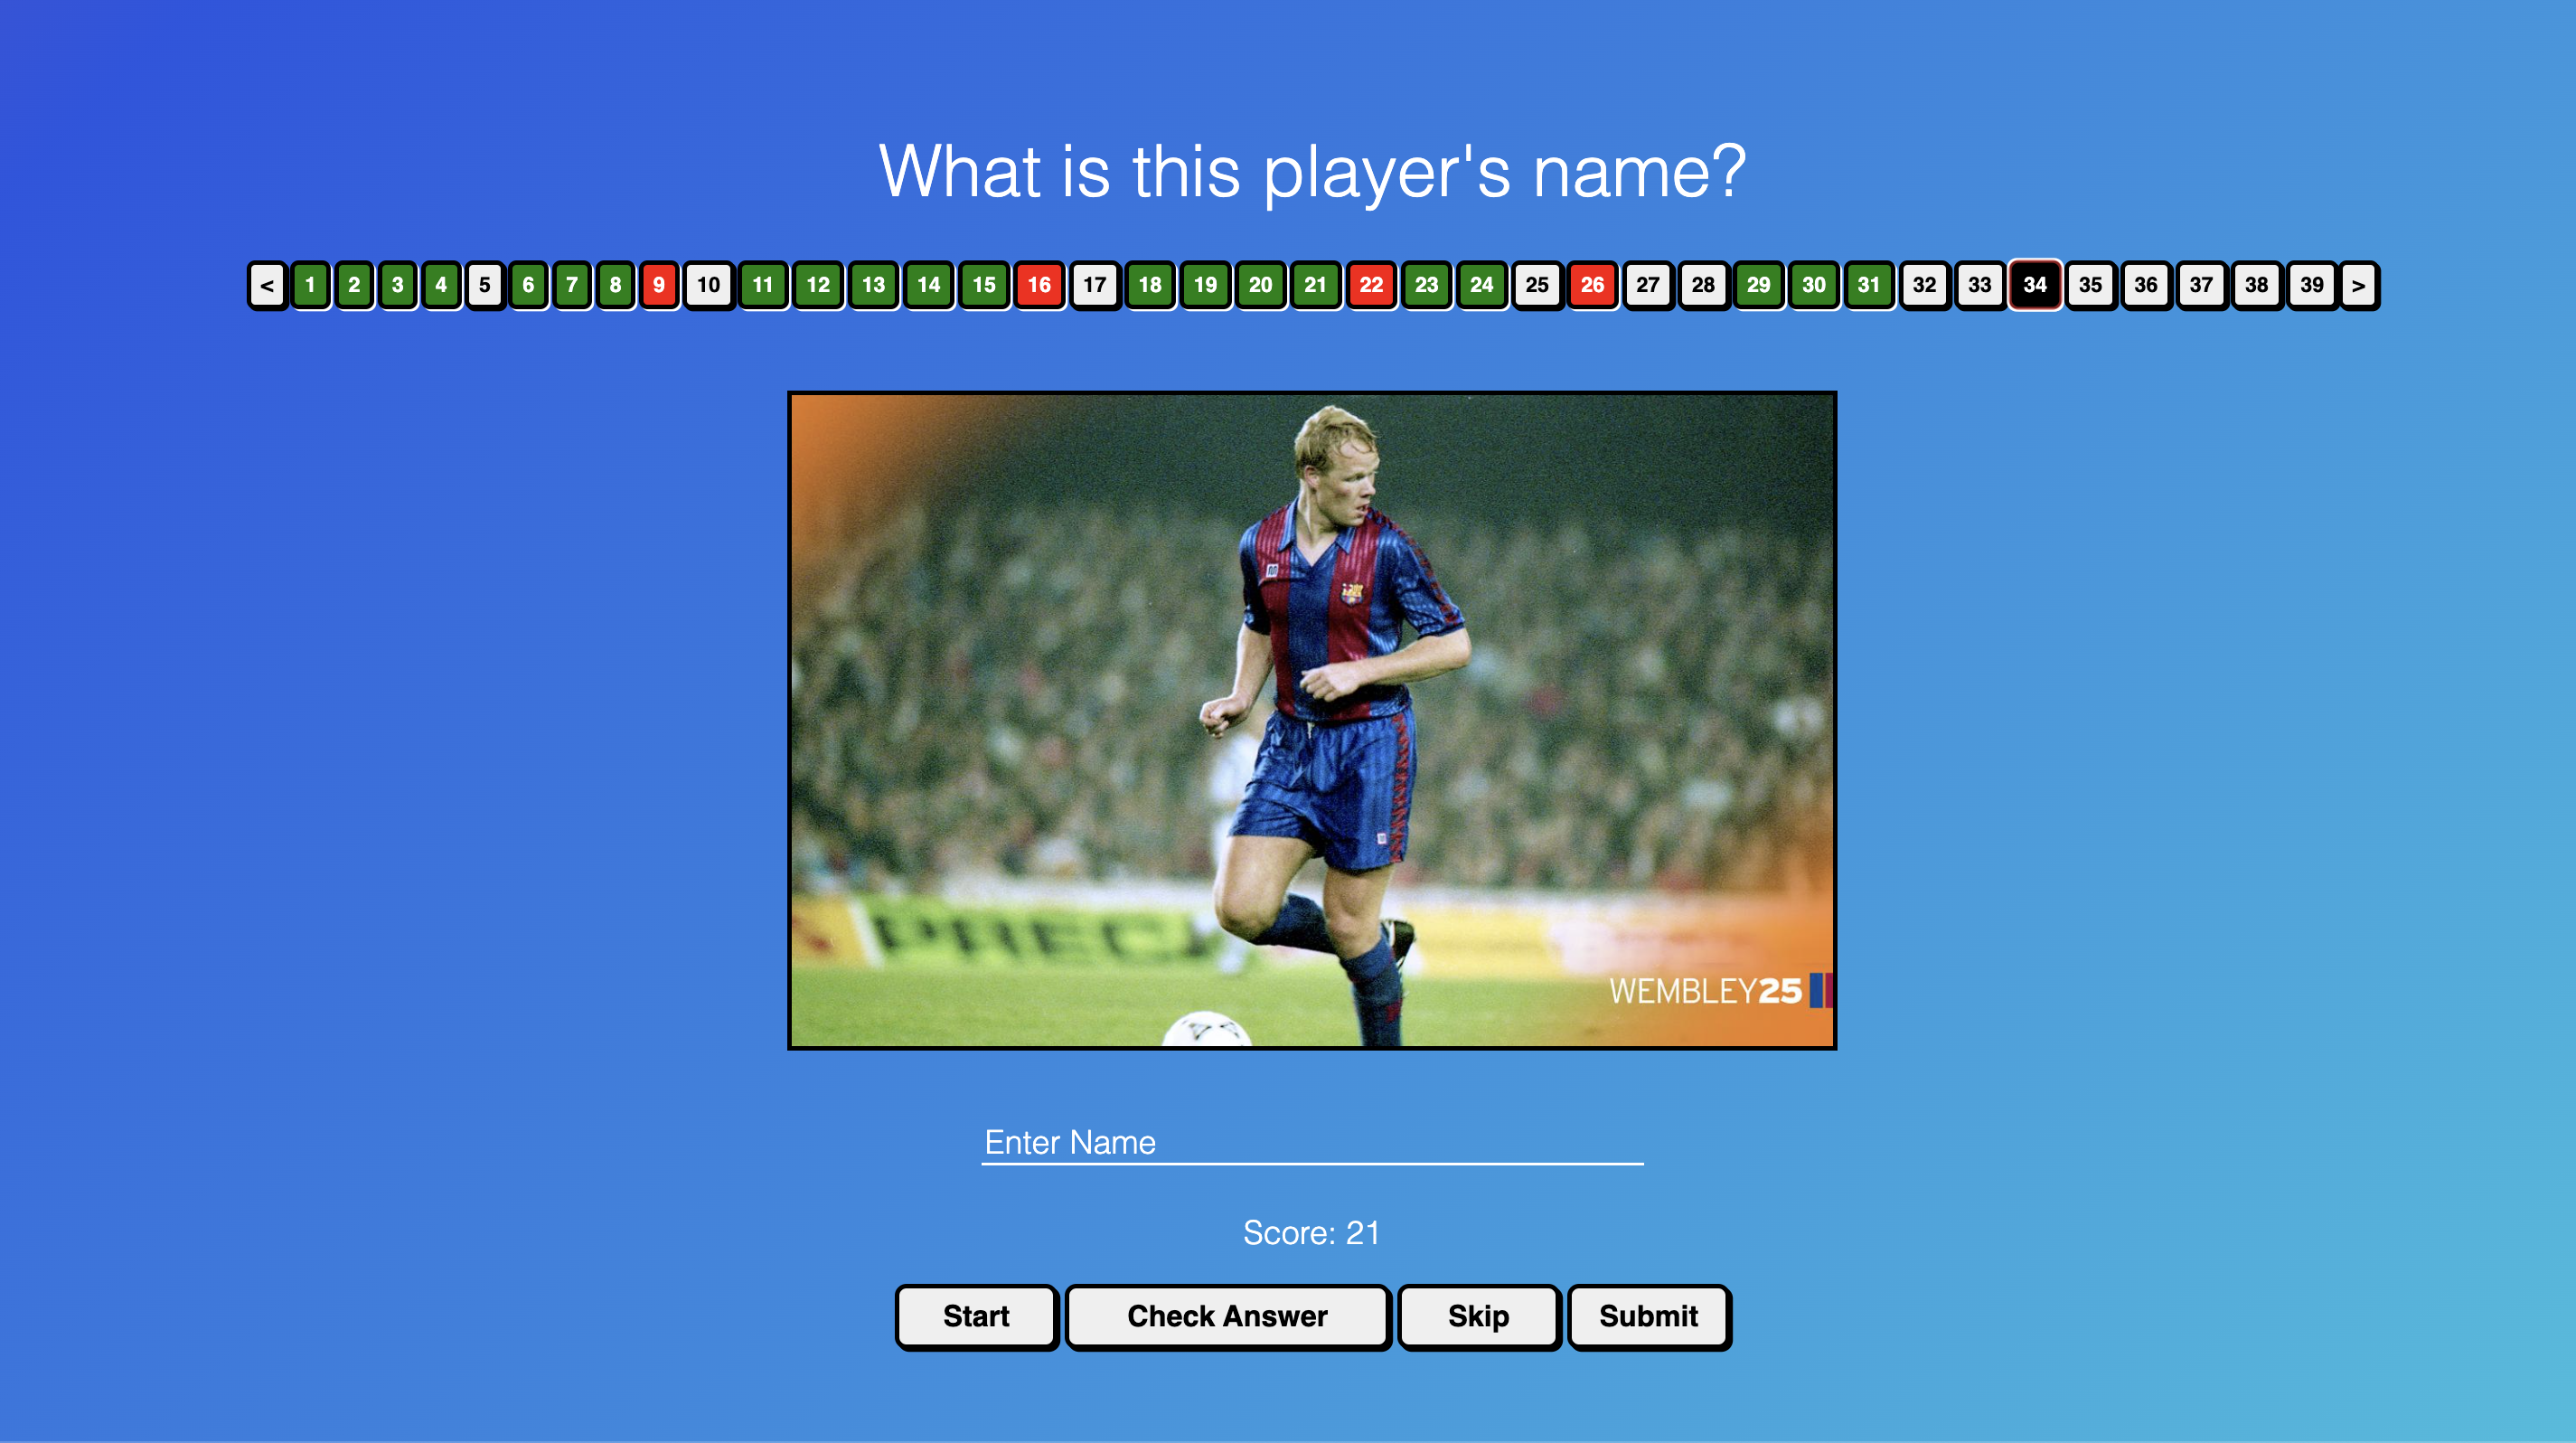 What is this player's name?
< 1 2 3 4 5 6 7 8 9 10 11 12 13 14 15 16 17 18 19 20 21 22 23 24 25 26 27 28 29 30 31 32 33 34 35 36 37 38 39 >
PREC
WEMBLEY25
Enter Name
Score: 21
Start Check Answer Skip Submit